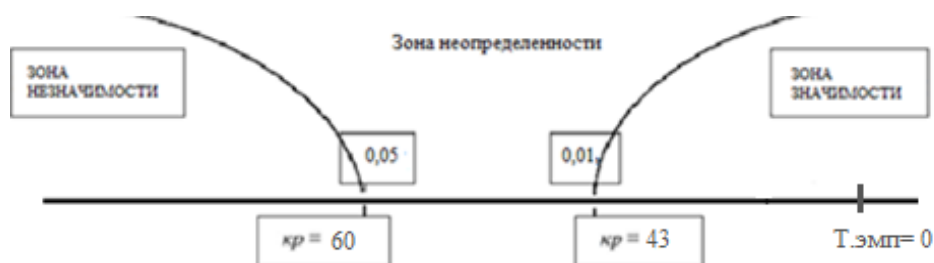 Зона неопределенности
ЗОНА
НЕЗНАЧИМОСТИ
ЗОНА
ЗНАЧИМОСТИ
0,05
0,01,
кр = 60
кр = 43
Т.эмп= 0